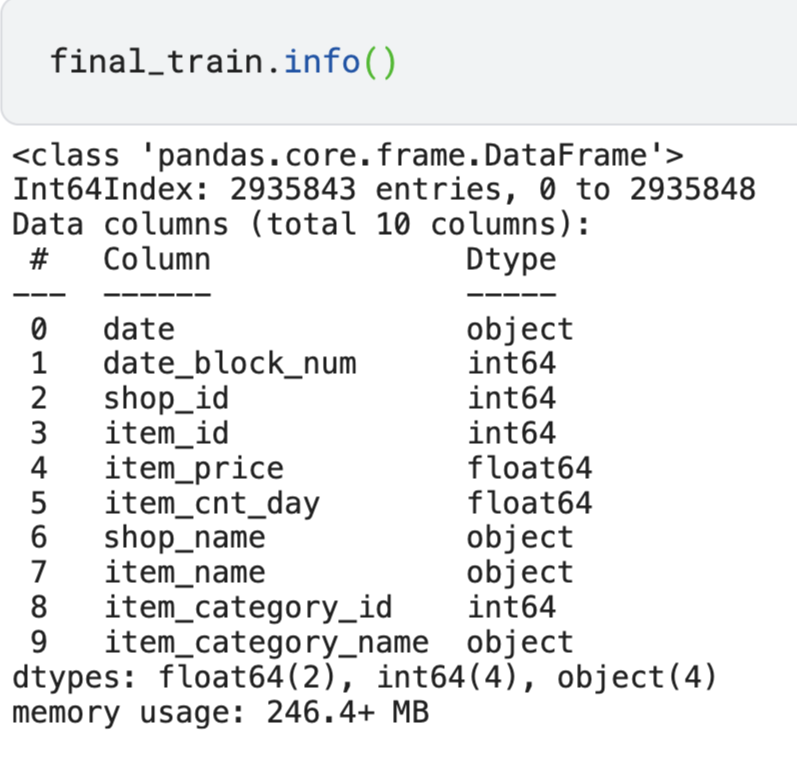 final_train.info()
<class 'pandas.core.frame.DataFrame'>
Int64Index: 2935843 entries, 0 to 2935848
Data columns (total 10 columns):
 #   Column              Dtype
---  ------              -----
 0   date                object
 1   date_block_num      int64
 2   shop_id             int64
 3   item_id             int64
 4   item_price          float64
 5   item_cnt_day        float64
 6   shop_name           object
 7   item_name           object
 8   item_category_id    int64
 9   item_category_name  object
dtypes: float64(2), int64(4), object(4)
memory usage: 246.4+ MB